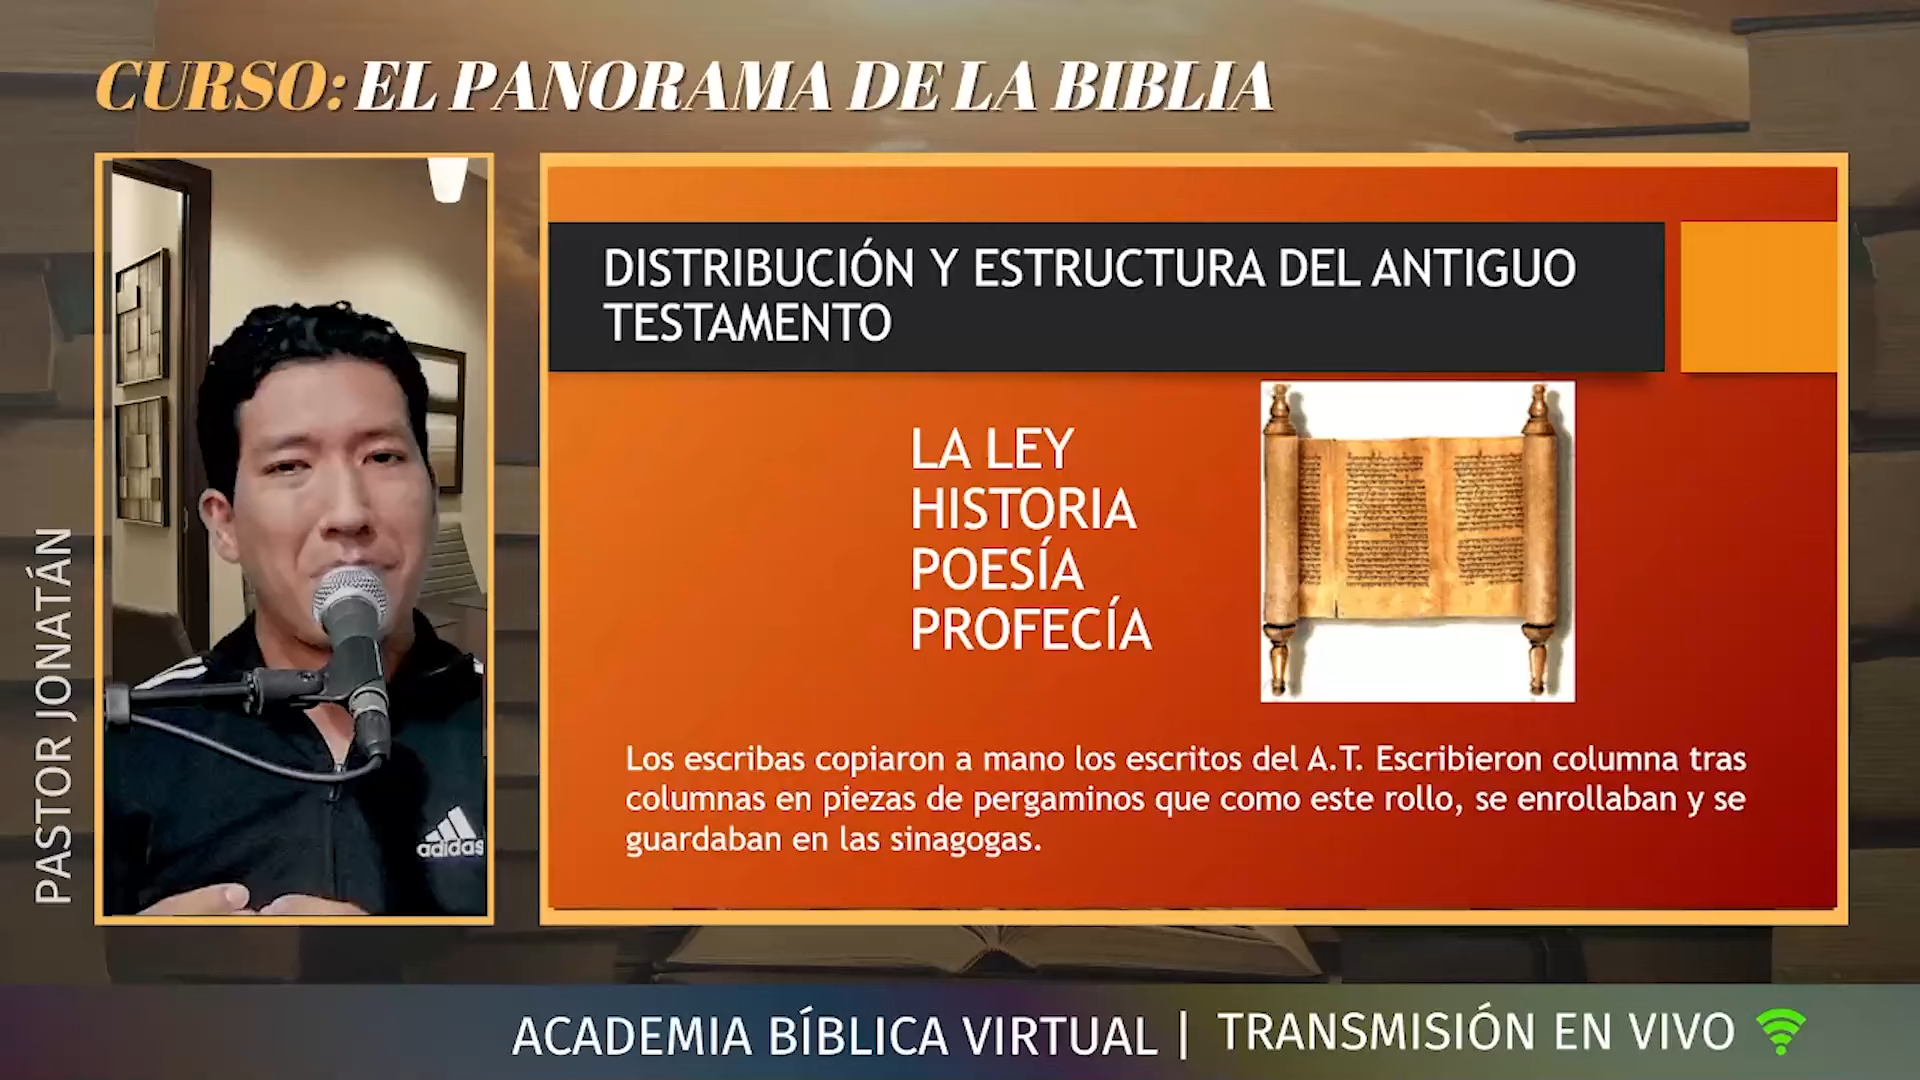 CURSO: EL PANORAMA DE LA BIBLIA
PASTOR JONATÁN
adidas
DISTRIBUCIÓN Y ESTRUCTURA DEL ANTIGUO
TESTAMENTO
LA LEY
HISTORIA
POESÍA
PROFECÍA
Los escribas copiaron a mano los escritos del A.T. Escribieron columna tras
columnas en piezas de pergaminos que como este rollo, se enrollaban y se
guardaban en las sinagogas.
ACADEMIA BÍBLICA VIRTUAL | TRANSMISIÓN EN VIVO